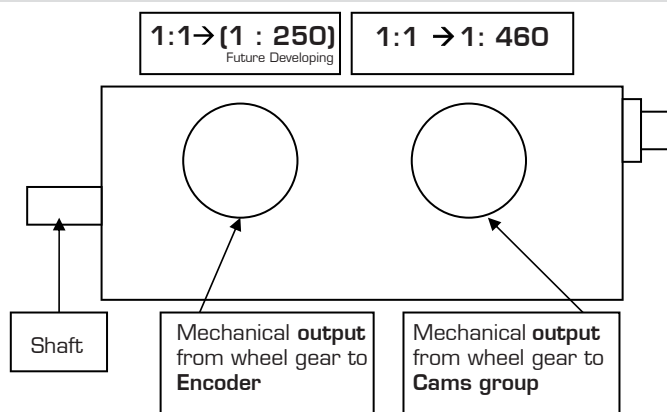 1:1→(1 : 250)
Future Developing
1:1 →1: 460
Shaft
Mechanical output
from wheel gear to
Encoder
Mechanical output
from wheel gear to
Cams group